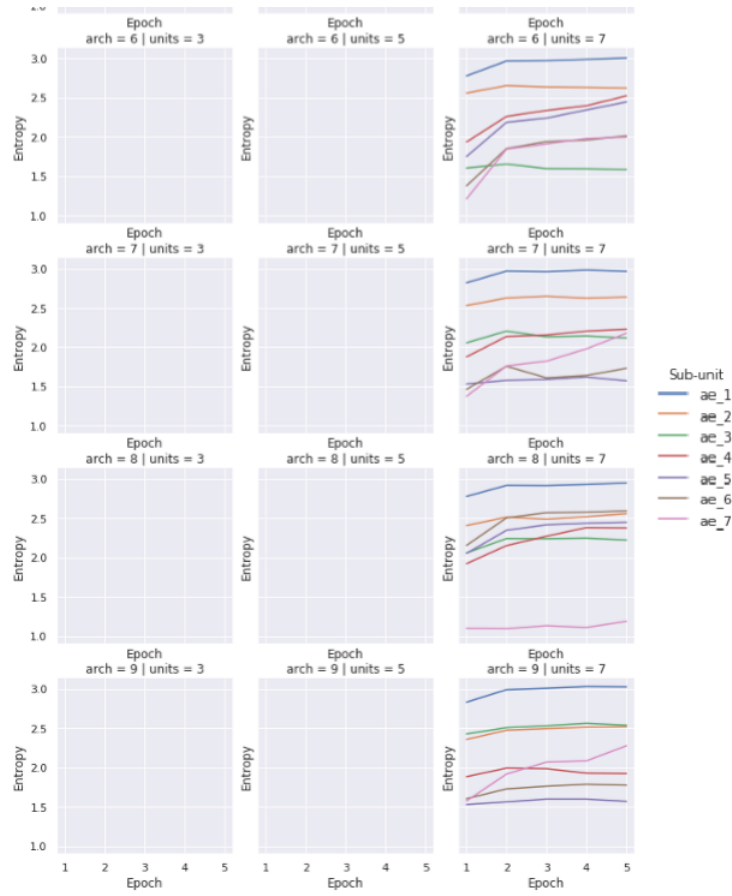 Epoch Epoch Epoch
arch = 6 | units = 3 arch = 6 | units = 5 arch = 6 | units = 7
3.0
2.5
2.0
1.5
1.0
Entropy Entropy Entropy
Epoch Epoch Epoch
arch = 7 | units = 3 arch = 7 | units = 5 arch = 7 | units = 7
3.0
2.5
2.0
1.5
1.0
Entropy Entropy Entropy
Epoch Epoch Epoch
arch = 8 | units = 3 arch = 8 | units = 5 arch = 8 | units = 7
3.0
2.5
2.0
1.5
1.0
Entropy Entropy Entropy
Epoch Epoch Epoch
arch = 9 | units = 3 arch = 9 | units = 5 arch = 9 | units = 7
3.0
2.5
2.0
1.5
1.0
Entropy Entropy Entropy
1 2 3 4 5 1 2 3 4 5 1 2 3 4 5
Epoch Epoch Epoch
Sub-unit
ae_1
ae_2
ae_3
ae_4
ae_5
ae_6
ae_7